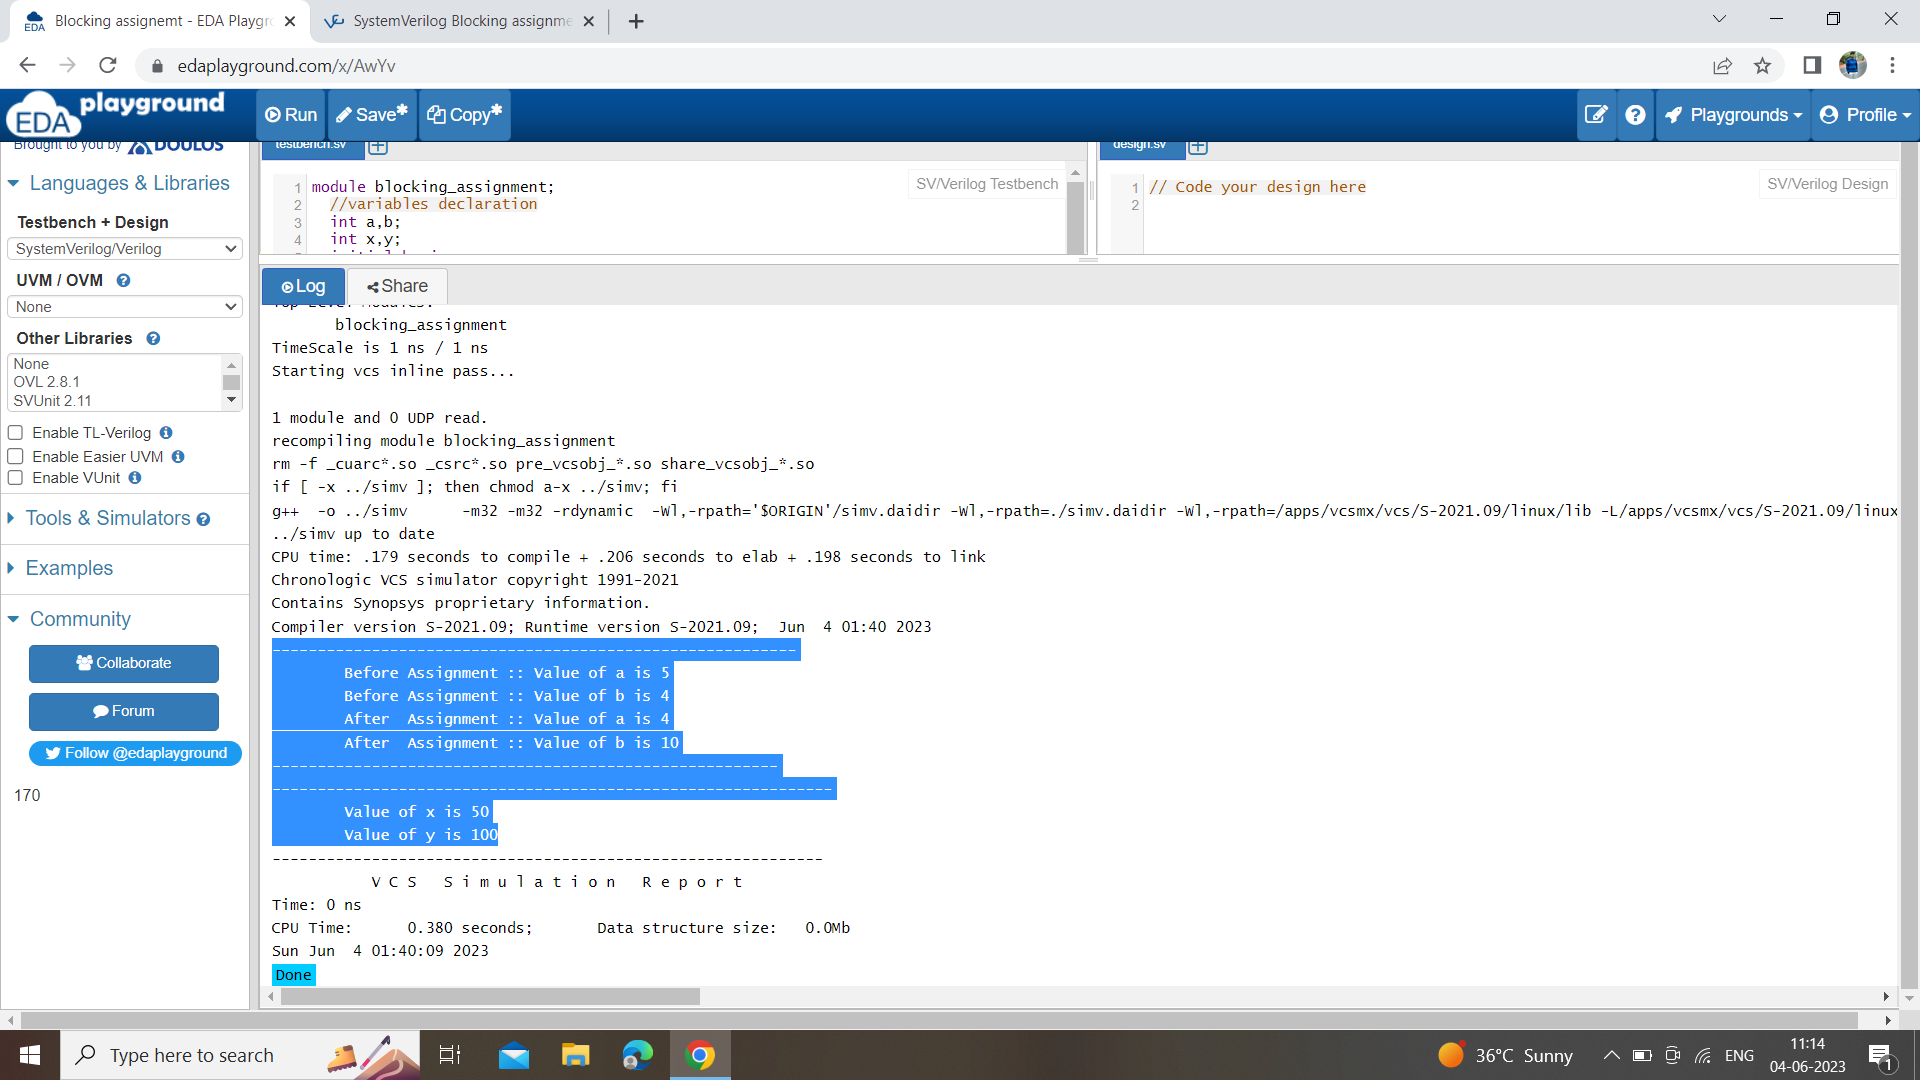 Blocking assignemt - EDA Playgr
SystemVerilog Blocking assignme
edaplayground.com/x/AwYv
EDA playground
Run
Save*
Copy*
Playgrounds
Profile
Brought to you by DOULOS
testbench.sv
design.sv
Languages & Libraries
Testbench + Design
SystemVerilog/Verilog
UVM / OVM
None
Other Libraries
None
OVL 2.8.1
SVUnit 2.11
Enable TL-Verilog
Enable Easier UVM
Enable VUnit
Tools & Simulators
Examples
Community
Collaborate
Forum
Follow @edaplayground
170
1 module blocking_assignment;
2 //variables declaration
3 int a,b;
4 int x,y;
SV/Verilog Testbench
1 // Code your design here
2
SV/Verilog Design
Log
Share
Top Level Modules:
blocking_assignment
TimeScale is 1 ns / 1 ns
Starting vcs inline pass...
1 module and 0 UDP read.
recompiling module blocking_assignment
rm -f _cuarc*.so _csrc*.so pre_vcsobj_*.so share_vcsobj_*.so
if [ -x ../simv ]; then chmod a-x ../simv; fi
g++ -o ../simv -m32 -m32 -rdynamic -Wl,-rpath='$ORIGIN'/simv.daidir -Wl,-rpath=./simv.daidir -Wl,-rpath=/apps/vcsmx/vcs/S-2021.09/linux/lib -L/apps/vcsmx/vcs/S-2021.09/linux
../simv up to date
CPU time: .179 seconds to compile + .206 seconds to elab + .198 seconds to link
Chronologic VCS simulator copyright 1991-2021
Contains Synopsys proprietary information.
Compiler version S-2021.09; Runtime version S-2021.09; Jun 4 01:40 2023
----------------------------------------------------------
Before Assignment :: Value of a is 5
Before Assignment :: Value of b is 4
After Assignment :: Value of a is 4
After Assignment :: Value of b is 10
--------------------------------------------------------
--------------------------------------------------------------
Value of x is 50
Value of y is 100
-------------------------------------------------------------
V C S S i m u l a t i o n R e p o r t
Time: 0 ns
CPU Time: 0.380 seconds; Data structure size: 0.0Mb
Sun Jun 4 01:40:09 2023
Done
Type here to search
36°C Sunny
ENG
11:14
04-06-2023
1